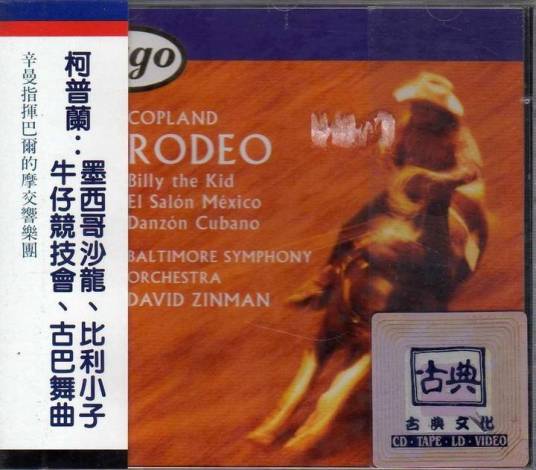 柯普蘭：墨西哥沙龍、比利小子
牛仔競技會、古巴舞曲
辛曼指揮巴爾的摩交響樂團
go
COPLAND
RODEO
Billy the Kid
El Salón México
Danzón Cubano
BALTIMORE SYMPHONY
ORCHESTRA
DAVID ZINMAN
古典
古典文化
CD·TAPE·LD·VIDEO